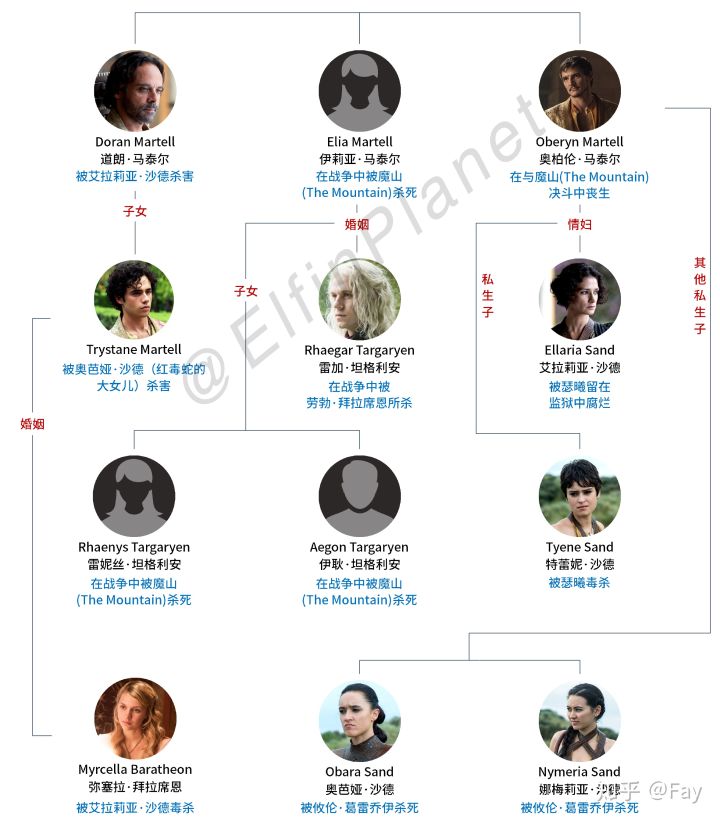 Doran Martell
道朗·马泰尔
被艾拉莉亚·沙德杀害
Elia Martell
伊莉亚·马泰尔
在战争中被魔山
(The Mountain)杀死
Oberyn Martell
奥柏伦·马泰尔
在与魔山(The Mountain)
决斗中丧生
子女
婚姻
情妇
子女
私生子
其他私生子
Trystane Martell
被奥芭娅·沙德（红毒蛇的
大女儿）杀害
Rhaegar Targaryen
雷加·坦格利安
在战争中被
劳勃·拜拉席恩所杀
Ellaria Sand
艾拉莉亚·沙德
被瑟曦留在
监狱中腐烂
婚姻
Rhaenys Targaryen
雷妮丝·坦格利安
在战争中被魔山
(The Mountain)杀死
Aegon Targaryen
伊耿·坦格利安
在战争中被魔山
(The Mountain)杀死
Tyene Sand
特蕾妮·沙德
被瑟曦毒杀
Myrcella Baratheon
弥塞拉·拜拉席恩
被艾拉莉亚·沙德毒杀
Obara Sand
奥芭娅·沙德
被攸伦·葛雷乔伊杀死
Nymeria Sand
娜梅莉亚·沙德
被攸伦·葛雷乔伊杀死
@ElfinPlanet
知乎 @Fay